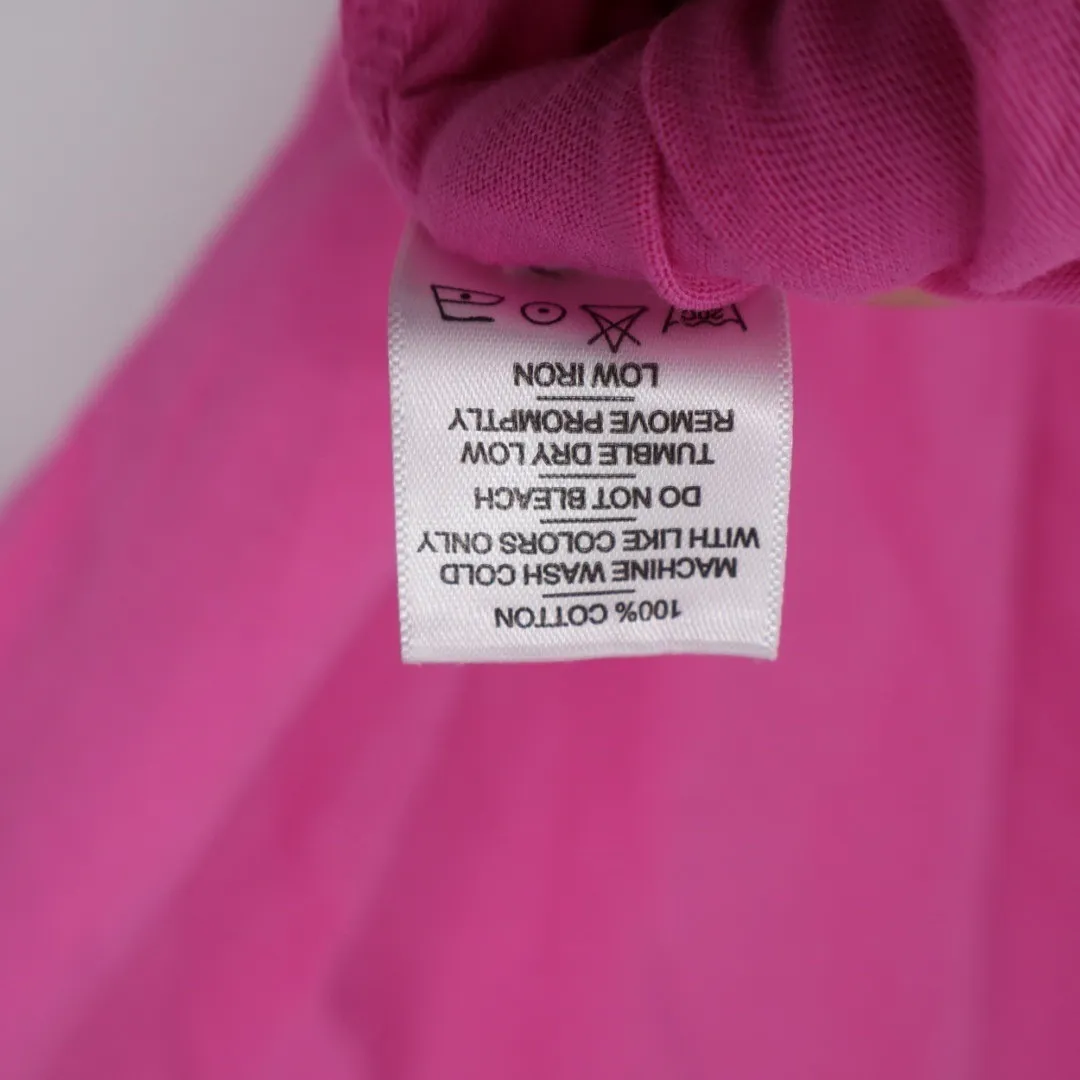 100% COTTON
MACHINE WASH COLD
WITH LIKE COLORS ONLY
DO NOT BLEACH
TUMBLE DRY LOW
REMOVE PROMPTLY
LOW IRON